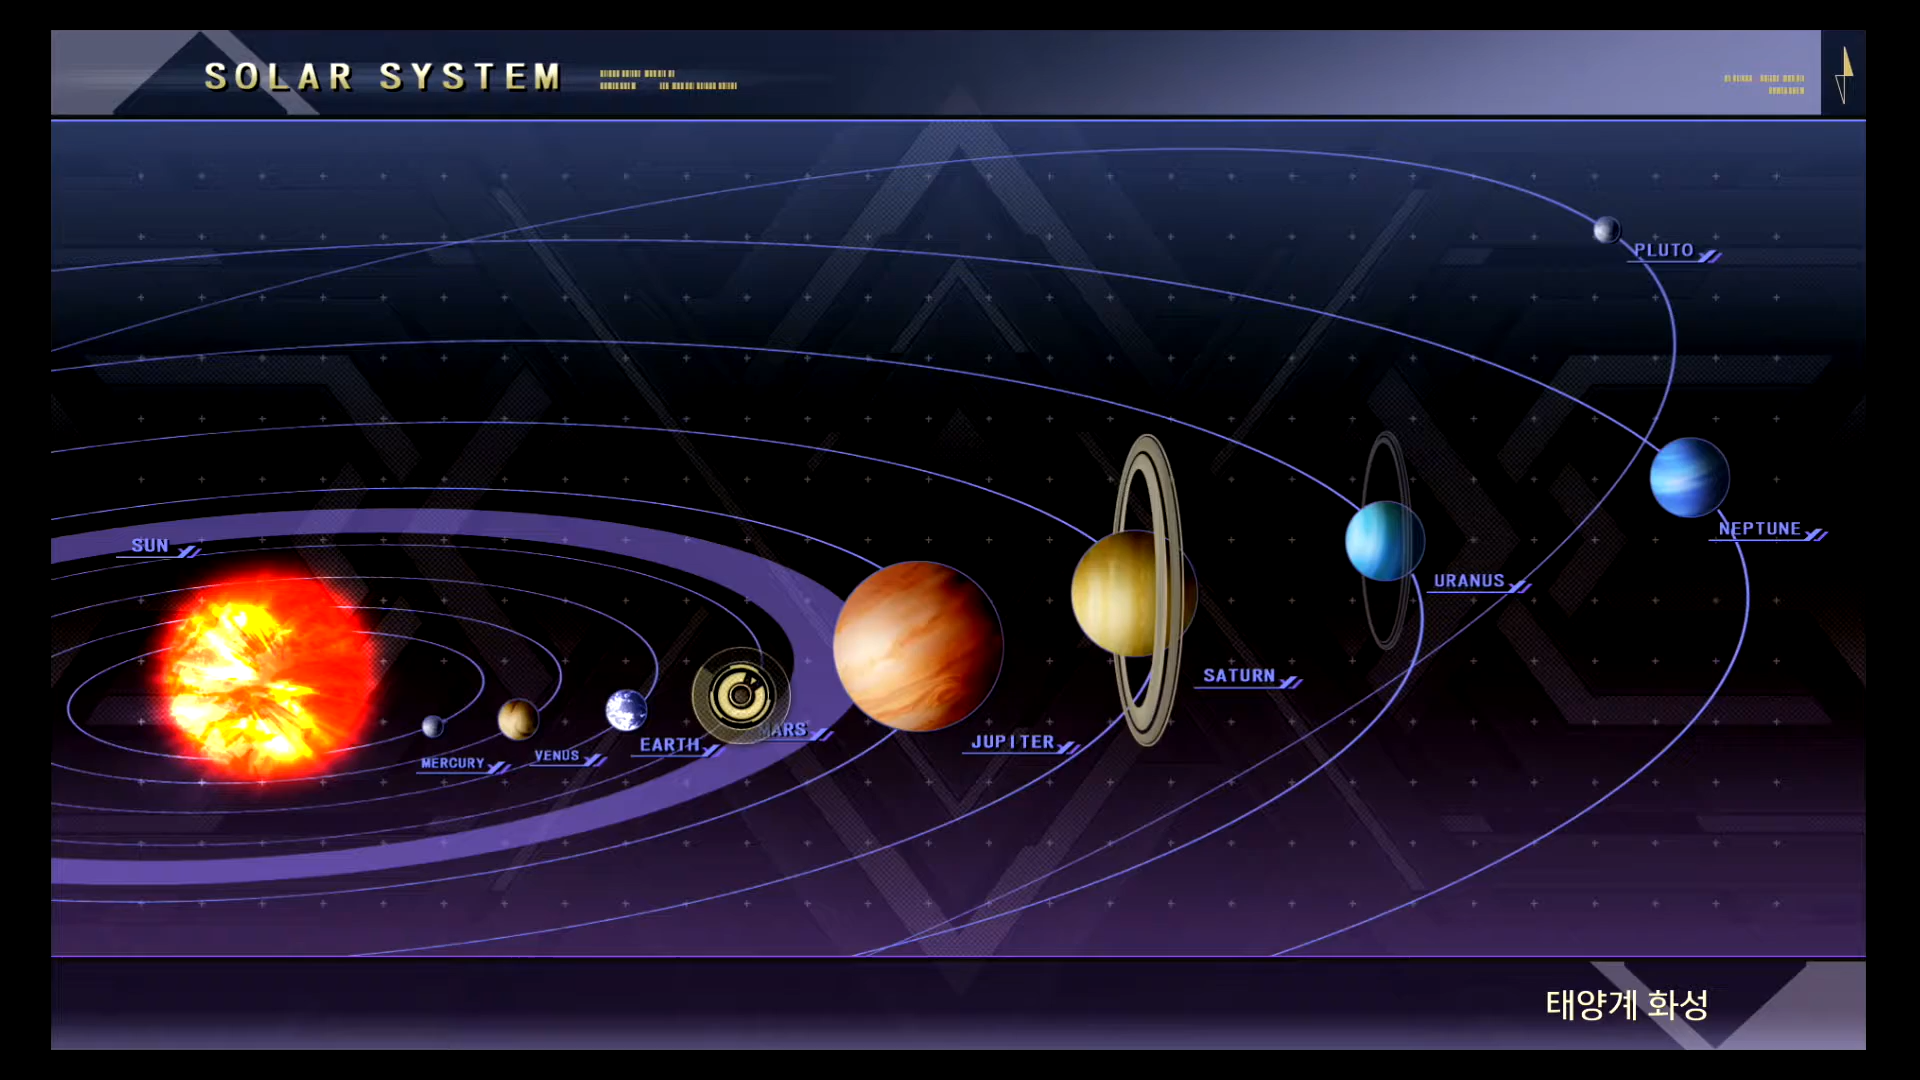 SOLAR SYSTEM
PLUTO
NEPTUNE
SUN
URANUS
SATURN
MARS
EARTH
JUPITER
VENUS
MERCURY
태양계 화성